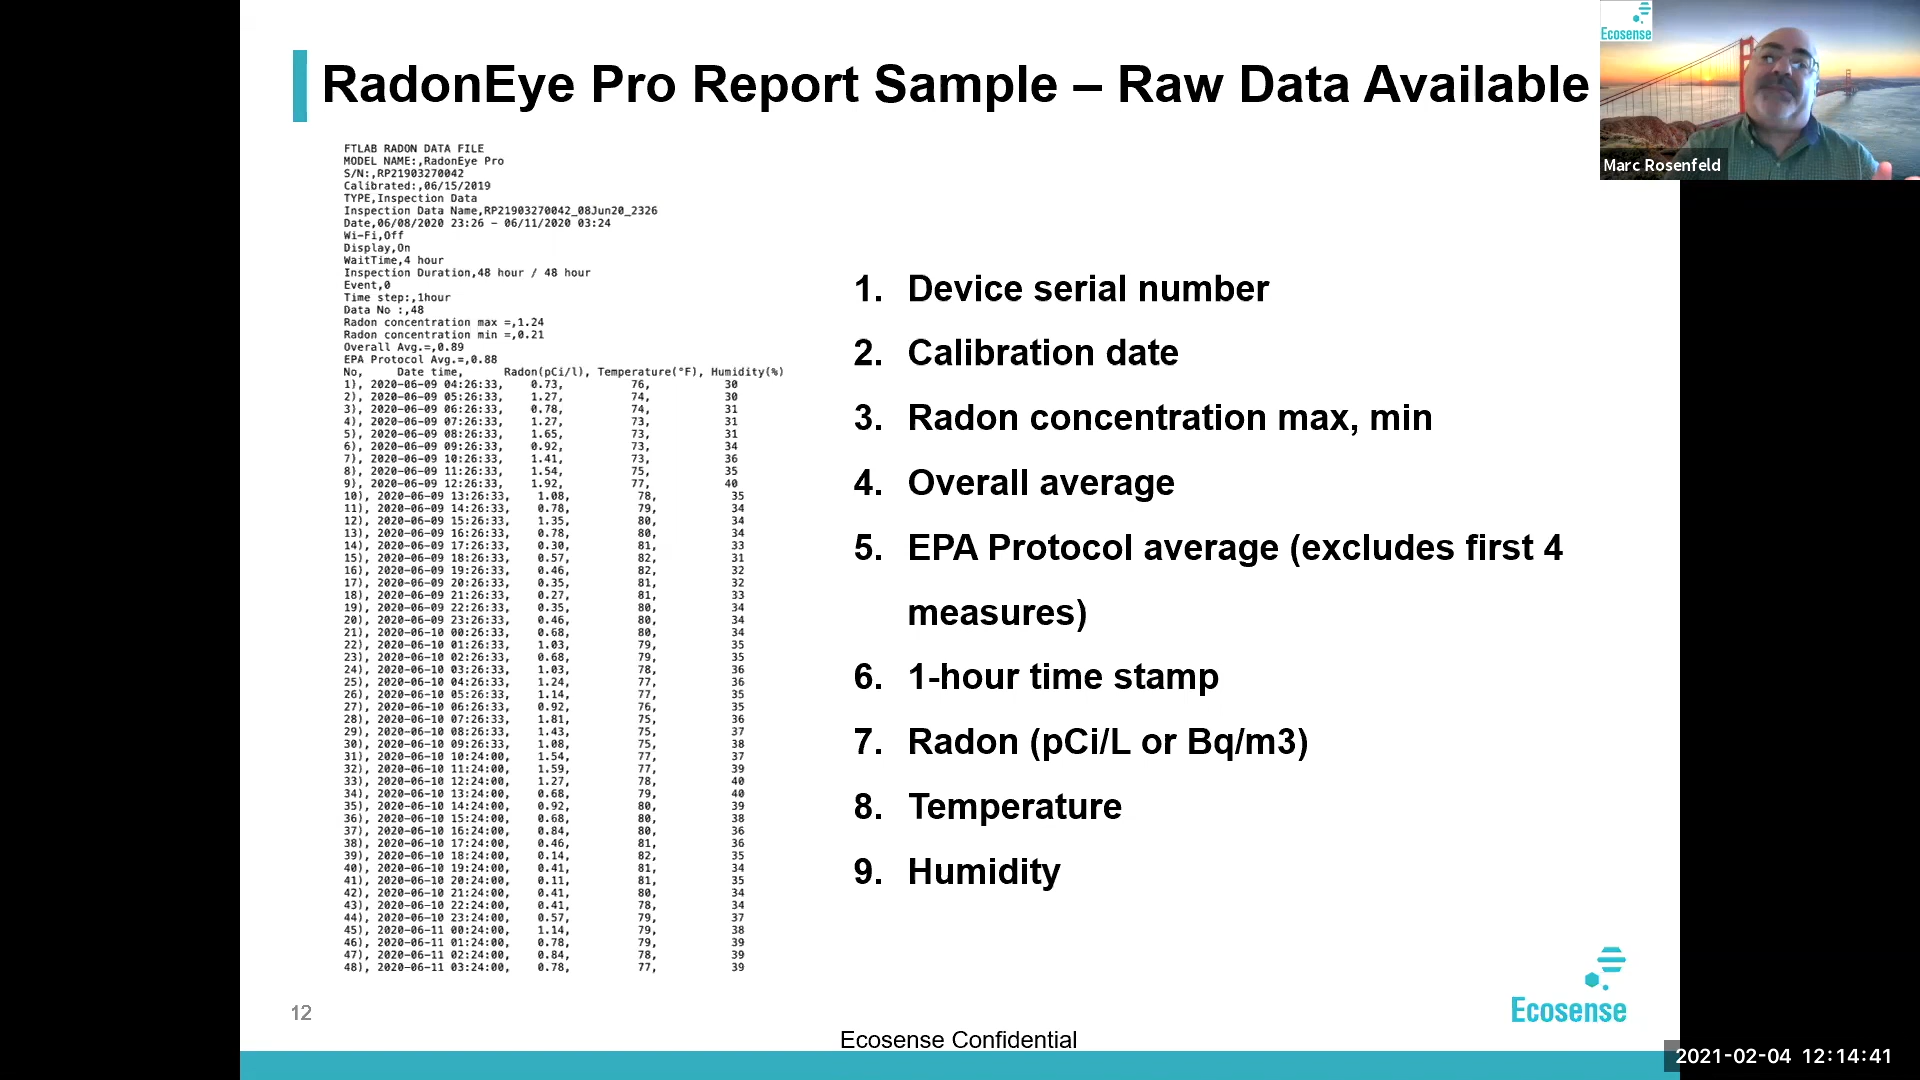 RadonEye Pro Report Sample – Raw Data Available
Ecosense
Marc Rosenfeld
FTLAB RADON DATA FILE
MODEL NAME:,RadonEye Pro
S/N:,RP21903270042
Calibrated:,06/15/2019
TYPE,Inspection Data
Inspection Data Name,RP21903270042_08Jun20_2326
Date,06/08/2020 23:26 - 06/11/2020 03:24
Wi-Fi,Off
Display,On
WaitTime,4 hour
Inspection Duration,48 hour / 48 hour
Event,0
Time step:,1hour
Data No :,48
Radon concentration max =,1.24
Radon concentration min =,0.21
Overall Avg.=,0.89
EPA Protocol Avg.=,0.88
No, Date time, Radon(pCi/l), Temperature(°F), Humidity(%)
1), 2020-06-09 04:26:33, 0.73, 76, 30
2), 2020-06-09 05:26:33, 1.27, 74, 30
3), 2020-06-09 06:26:33, 0.78, 74, 31
4), 2020-06-09 07:26:33, 1.27, 73, 31
5), 2020-06-09 08:26:33, 1.65, 73, 31
6), 2020-06-09 09:26:33, 0.92, 73, 34
7), 2020-06-09 10:26:33, 1.41, 73, 36
8), 2020-06-09 11:26:33, 1.54, 75, 35
9), 2020-06-09 12:26:33, 1.92, 77, 40
10), 2020-06-09 13:26:33, 1.08, 78, 35
11), 2020-06-09 14:26:33, 0.78, 79, 34
12), 2020-06-09 15:26:33, 1.35, 80, 34
13), 2020-06-09 16:26:33, 0.78, 80, 34
14), 2020-06-09 17:26:33, 0.30, 81, 33
15), 2020-06-09 18:26:33, 0.57, 82, 31
16), 2020-06-09 19:26:33, 0.46, 82, 32
17), 2020-06-09 20:26:33, 0.35, 81, 32
18), 2020-06-09 21:26:33, 0.27, 81, 33
19), 2020-06-09 22:26:33, 0.35, 80, 34
20), 2020-06-09 23:26:33, 0.46, 80, 34
21), 2020-06-10 00:26:33, 0.68, 80, 34
22), 2020-06-10 01:26:33, 1.03, 79, 35
23), 2020-06-10 02:26:33, 0.68, 79, 35
24), 2020-06-10 03:26:33, 1.03, 78, 36
25), 2020-06-10 04:26:33, 1.24, 77, 36
26), 2020-06-10 05:26:33, 1.14, 77, 35
27), 2020-06-10 06:26:33, 0.92, 76, 35
28), 2020-06-10 07:26:33, 1.81, 75, 36
29), 2020-06-10 08:26:33, 1.43, 75, 37
30), 2020-06-10 09:26:33, 1.08, 75, 38
31), 2020-06-10 10:24:00, 1.54, 77, 37
32), 2020-06-10 11:24:00, 1.59, 77, 39
33), 2020-06-10 12:24:00, 1.27, 78, 40
34), 2020-06-10 13:24:00, 0.68, 79, 40
35), 2020-06-10 14:24:00, 0.92, 80, 39
36), 2020-06-10 15:24:00, 0.68, 80, 38
37), 2020-06-10 16:24:00, 0.84, 80, 36
38), 2020-06-10 17:24:00, 0.46, 81, 36
39), 2020-06-10 18:24:00, 0.14, 82, 35
40), 2020-06-10 19:24:00, 0.41, 81, 34
41), 2020-06-10 20:24:00, 0.11, 81, 35
42), 2020-06-10 21:24:00, 0.41, 80, 34
43), 2020-06-10 22:24:00, 0.41, 78, 34
44), 2020-06-10 23:24:00, 0.57, 79, 37
45), 2020-06-11 00:24:00, 1.14, 79, 38
46), 2020-06-11 01:24:00, 0.78, 79, 39
47), 2020-06-11 02:24:00, 0.84, 78, 39
48), 2020-06-11 03:24:00, 0.78, 77, 39
1. Device serial number
2. Calibration date
3. Radon concentration max, min
4. Overall average
5. EPA Protocol average (excludes first 4
measures)
6. 1-hour time stamp
7. Radon (pCi/L or Bq/m3)
8. Temperature
9. Humidity
Ecosense
12
Ecosense Confidential
2021-02-04 12:14:41